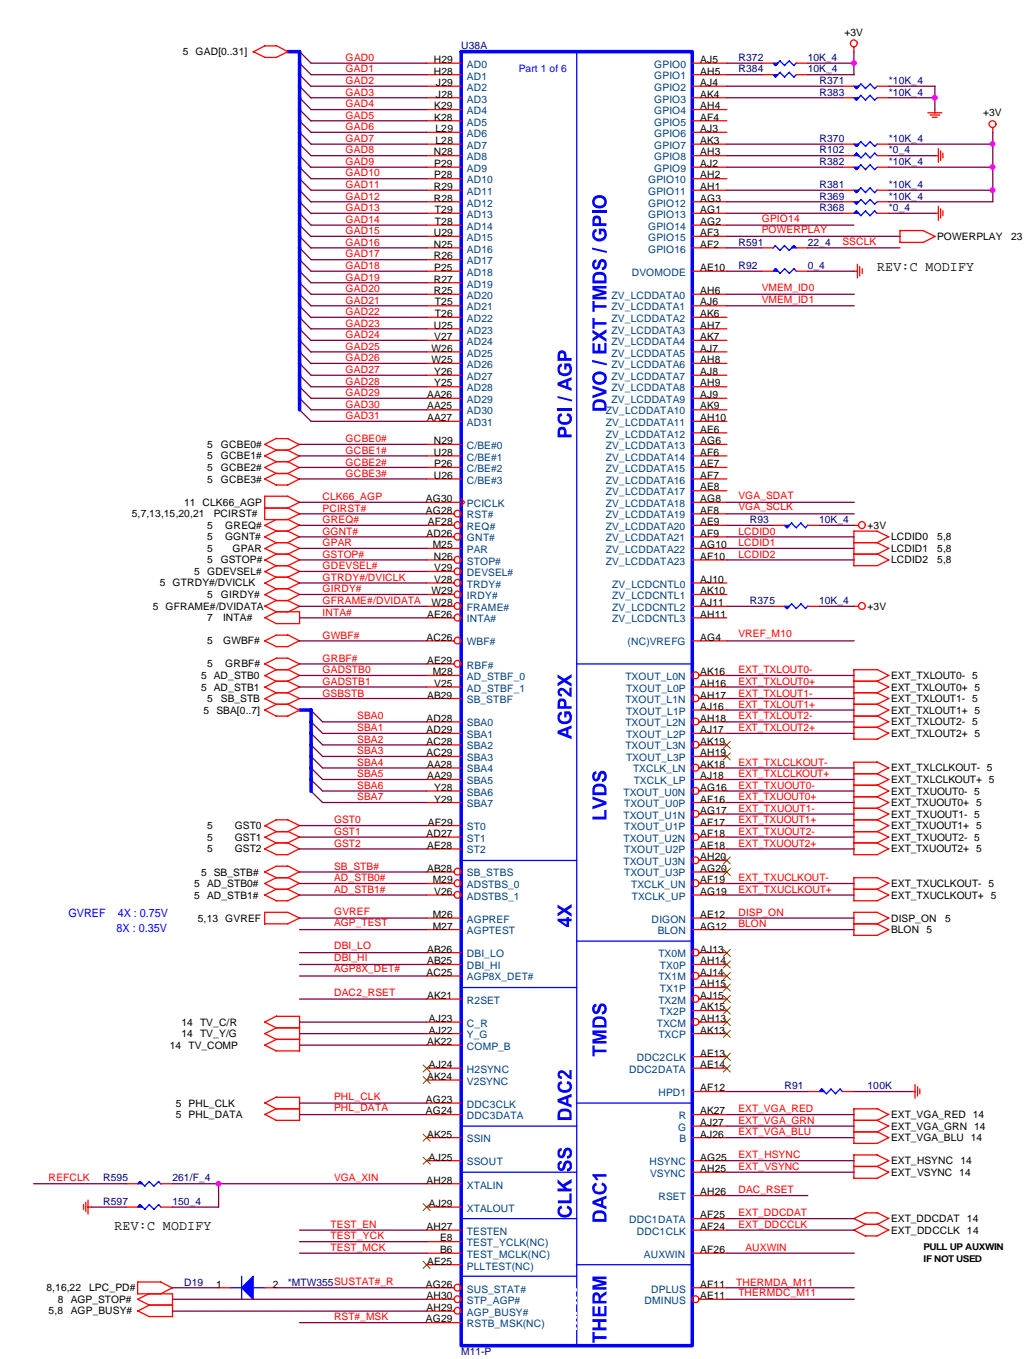 U38A
Part 1 of 6
5 GAD[0..31]
GAD0 H29 AD0
GAD1 H28 AD1
GAD2 J29 AD2
GAD3 J28 AD3
GAD4 K29 AD4
GAD5 K28 AD5
GAD6 L29 AD6
GAD7 L28 AD7
GAD8 N28 AD8
GAD9 P29 AD9
GAD10 P28 AD10
GAD11 R29 AD11
GAD12 R28 AD12
GAD13 T29 AD13
GAD14 T28 AD14
GAD15 U29 AD15
GAD16 N25 AD16
GAD17 R26 AD17
GAD18 P25 AD18
GAD19 R27 AD19
GAD20 R25 AD20
GAD21 T25 AD21
GAD22 T26 AD22
GAD23 U25 AD23
GAD24 V27 AD24
GAD25 W26 AD25
GAD26 W25 AD26
GAD27 Y26 AD27
GAD28 Y25 AD28
GAD29 AA26 AD29
GAD30 AA25 AD30
GAD31 AA27 AD31
5 GCBE0# GCBE0# N29 C/BE#0
5 GCBE1# GCBE1# U28 C/BE#1
5 GCBE2# GCBE2# P26 C/BE#2
5 GCBE3# GCBE3# U26 C/BE#3
11 CLK66_AGP CLK66_AGP AG30 PCICLK
5,7,13,15,20,21 PCIRST# PCIRST# AG28 RST#
5 GREQ# GREQ# AF28 REQ#
5 GGNT# GGNT# AD26 GNT#
5 GPAR GPAR M25 PAR
5 GSTOP# GSTOP# N26 STOP#
5 GDEVSEL# GDEVSEL# V29 DEVSEL#
5 GTRDY#/DVICLK GTRDY#/DVICLK V28 TRDY#
5 GIRDY# GIRDY# W29 IRDY#
5 GFRAME#/DVIDATA GFRAME#/DVIDATA W28 FRAME#
7 INTA# INTA# AE26 INTA#
5 GWBF# GWBF# AC26 WBF#
5 GRBF# GRBF# AE29 RBF#
5 AD_STB0 GADSTB0 M28 AD_STBF_0
5 AD_STB1 GADSTB1 V25 AD_STBF_1
5 SB_STB GSBSTB AB29 SB_STBF
5 SBA[0..7]
SBA0 AD28 SBA0
SBA1 AD29 SBA1
SBA2 AC28 SBA2
SBA3 AC29 SBA3
SBA4 AA28 SBA4
SBA5 AA29 SBA5
SBA6 Y28 SBA6
SBA7 Y29 SBA7
5 GST0 GST0 AF29 ST0
5 GST1 GST1 AD27 ST1
5 GST2 GST2 AE28 ST2
5 SB_STB# SB_STB# AB28 SB_STBS
5 AD_STB0# AD_STB0# M29 ADSTBS_0
5 AD_STB1# AD_STB1# V26 ADSTBS_1
GVREF 4X : 0.75V
8X : 0.35V
5,13 GVREF GVREF M26 AGPREF
AGP_TEST M27 AGPTEST
DBI_LO AB26 DBI_LO
DBI_HI AB25 DBI_HI
AGP8X_DET# AC25 AGP8X_DET#
DAC2_RSET AK21 R2SET
14 TV_C/R AJ23 C_R
14 TV_Y/G AJ22 Y_G
14 TV_COMP AK22 COMP_B
AJ24 H2SYNC
AK24 V2SYNC
5 PHL_CLK PHL_CLK AG23 DDC3CLK
5 PHL_DATA PHL_DATA AG24 DDC3DATA
AK25 SSIN
AJ25 SSOUT
REFCLK R595 261/F_4 VGA_XIN AH28 XTALIN
R597 150_4 AJ29 XTALOUT
REV:C MODIFY
TEST_EN AH27 TESTEN
TEST_YCK E8 TEST_YCLK(NC)
TEST_MCK B6 TEST_MCLK(NC)
AE25 PLLTEST(NC)
8,16,22 LPC_PD# D19 1 2 *MTW355 SUSTAT#_R AG26 SUS_STAT#
8 AGP_STOP# AH30 STP_AGP#
5,8 AGP_BUSY# AH29 AGP_BUSY#
RST#_MSK AG29 RSTB_MSK(NC)
M11-P
PCI / AGP
AGP2X
4X
DAC2
SS
CLK
DVO / EXT TMDS / GPIO
LVDS
TMDS
DAC1
THERM
+3V
GPIO0 AJ5 R372 10K_4
GPIO1 AH5 R384 10K_4
GPIO2 AJ4 R371 *10K_4
GPIO3 AK4 R383 *10K_4
GPIO4 AH4
GPIO5 AF4
GPIO6 AJ3
+3V
GPIO7 AK3 R370 *10K_4
GPIO8 AH3 R102 *0_4
GPIO9 AJ2 R382 *10K_4
GPIO10 AH2
GPIO11 AH1 R381 *10K_4
GPIO12 AG3 R369 *10K_4
GPIO13 AG1 R368 *0_4
GPIO14 AG2 GPIO14
GPIO15 AF3 POWERPLAY POWERPLAY 23
GPIO16 AF2 R591 22_4 SSCLK
DVOMODE AE10 R92 0_4 REV:C MODIFY
ZV_LCDDATA0 AH6 VMEM_ID0
ZV_LCDDATA1 AJ6 VMEM_ID1
ZV_LCDDATA2 AK6
ZV_LCDDATA3 AH7
ZV_LCDDATA4 AK7
ZV_LCDDATA5 AJ7
ZV_LCDDATA6 AH8
ZV_LCDDATA7 AJ8
ZV_LCDDATA8 AH9
ZV_LCDDATA9 AJ9
ZV_LCDDATA10 AK9
ZV_LCDDATA11 AH10
ZV_LCDDATA12 AE6
ZV_LCDDATA13 AG6
ZV_LCDDATA14 AF6
ZV_LCDDATA15 AE7
ZV_LCDDATA16 AF7
ZV_LCDDATA17 AE8
ZV_LCDDATA18 AG8 VGA_SDAT
ZV_LCDDATA19 AF8 VGA_SCLK
ZV_LCDDATA20 AE9 R93 10K_4 +3V
ZV_LCDDATA21 AF9 LCDID0 LCDID0 5,8
ZV_LCDDATA22 AG10 LCDID1 LCDID1 5,8
ZV_LCDDATA23 AF10 LCDID2 LCDID2 5,8
ZV_LCDCNTL0 AJ10
ZV_LCDCNTL1 AK10
ZV_LCDCNTL2 AJ11 R375 10K_4 +3V
ZV_LCDCNTL3 AH11
(NC)VREFG AG4 VREF_M10
TXOUT_L0N AK16 EXT_TXLOUT0- EXT_TXLOUT0- 5
TXOUT_L0P AH16 EXT_TXLOUT0+ EXT_TXLOUT0+ 5
TXOUT_L1N AH17 EXT_TXLOUT1- EXT_TXLOUT1- 5
TXOUT_L1P AJ16 EXT_TXLOUT1+ EXT_TXLOUT1+ 5
TXOUT_L2N AH18 EXT_TXLOUT2- EXT_TXLOUT2- 5
TXOUT_L2P AJ17 EXT_TXLOUT2+ EXT_TXLOUT2+ 5
TXOUT_L3N AK19
TXOUT_L3P AH19
TXCLK_LN AK18 EXT_TXLCLKOUT- EXT_TXLCLKOUT- 5
TXCLK_LP AJ18 EXT_TXLCLKOUT+ EXT_TXLCLKOUT+ 5
TXOUT_U0N AG16 EXT_TXUOUT0- EXT_TXUOUT0- 5
TXOUT_U0P AF16 EXT_TXUOUT0+ EXT_TXUOUT0+ 5
TXOUT_U1N AG17 EXT_TXUOUT1- EXT_TXUOUT1- 5
TXOUT_U1P AF17 EXT_TXUOUT1+ EXT_TXUOUT1+ 5
TXOUT_U2N AF18 EXT_TXUOUT2- EXT_TXUOUT2- 5
TXOUT_U2P AE18 EXT_TXUOUT2+ EXT_TXUOUT2+ 5
TXOUT_U3N AH20
TXOUT_U3P AG20
TXCLK_UN AF19 EXT_TXUCLKOUT- EXT_TXUCLKOUT- 5
TXCLK_UP AG19 EXT_TXUCLKOUT+ EXT_TXUCLKOUT+ 5
DIGON AE12 DISP_ON DISP_ON 5
BLON AG12 BLON BLON 5
TX0M AJ13
TX0P AH14
TX1M AJ14
TX1P AH15
TX2M AJ15
TX2P AK15
TXCM AH13
TXCP AK13
DDC2CLK AE13
DDC2DATA AE14
HPD1 AF12 R91 100K
R AK27 EXT_VGA_RED EXT_VGA_RED 14
G AJ27 EXT_VGA_GRN EXT_VGA_GRN 14
B AJ26 EXT_VGA_BLU EXT_VGA_BLU 14
HSYNC AG25 EXT_HSYNC EXT_HSYNC 14
VSYNC AH25 EXT_VSYNC EXT_VSYNC 14
RSET AH26 DAC_RSET
DDC1DATA AF25 EXT_DDCDAT EXT_DDCDAT 14
DDC1CLK AF24 EXT_DDCCLK EXT_DDCCLK 14
AUXWIN AF26 AUXWIN
PULL UP AUXWIN
IF NOT USED
DPLUS AF11 THERMDA_M11
DMINUS AE11 THERMDC_M11